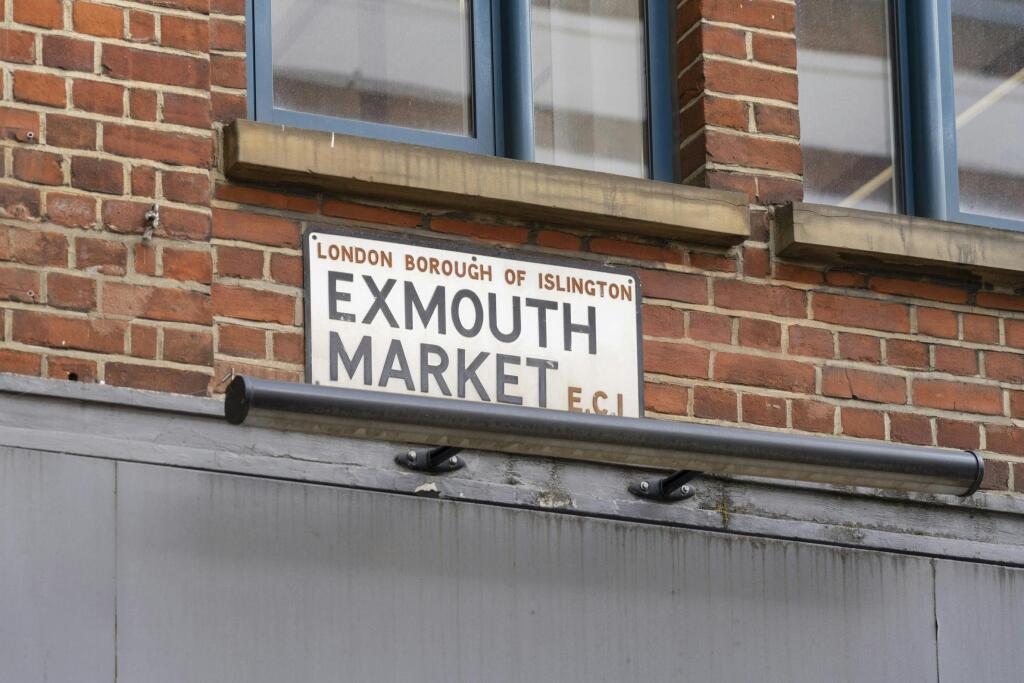 LONDON BOROUGH OF ISLINGTON
EXMOUTH
MARKET E.C.1